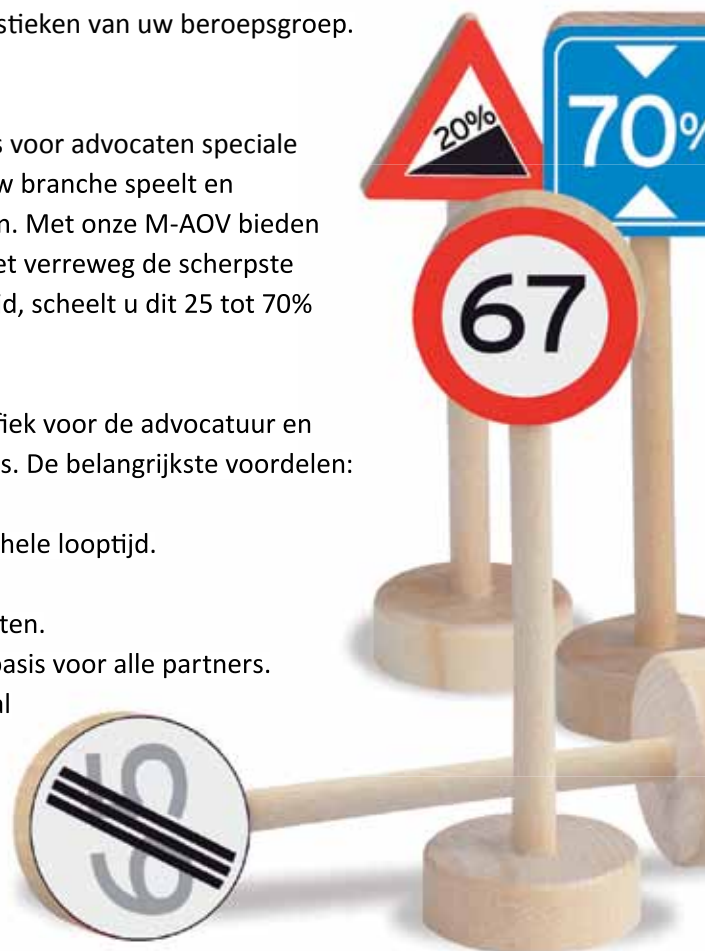 stieken van uw beroepsgroep.
s voor advocaten speciale
w branche speelt en
n. Met onze M-AOV bieden
et verreweg de scherpste
d, scheelt u dit 25 tot 70%
fiek voor de advocatuur en
s. De belangrijkste voordelen:
hele looptijd.
ten.
basis voor alle partners.
al
20%
70%
67
65